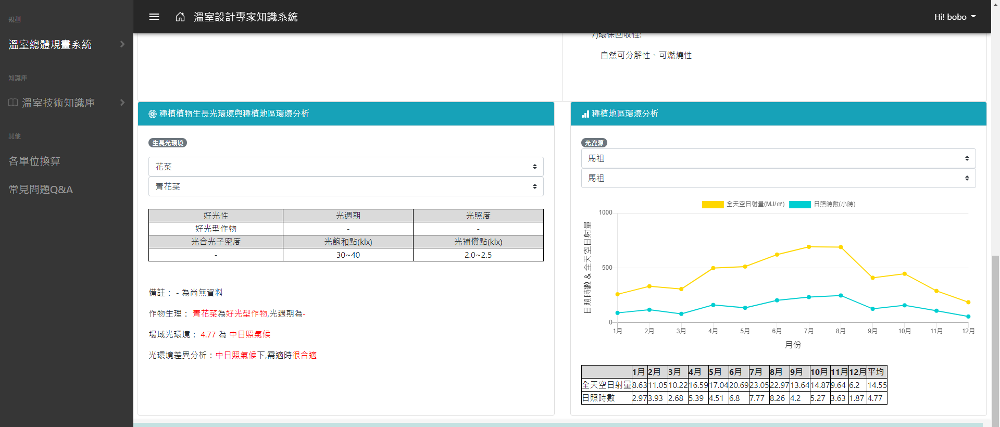 規劃
溫室總體規畫系統
知識庫
溫室技術知識庫
其他
各單位換算
常見問題Q&A
溫室設計專家知識系統
Hi! bobo
7)環保回收性:
自然可分解性、可燃燒性
種植植物生長光環境與種植地區環境分析
生長光環境
花菜
青花菜
好光性 光週期 光照度
好光型作物 - -
光合光子密度 光飽和點(klx) 光補償點(klx)
- 30~40 2.0~2.5
備註： - 為尚無資料
作物生理： 青花菜為好光型作物,光週期為-
場域光環境： 4.77 為 中日照氣候
光環境差異分析：中日照氣候下,需適時很合適
種植地區環境分析
光資源
馬祖
馬祖
全天空日射量(MJ/㎡) 日照時數(小時)
日照時數 & 全天空日射量
1000
500
0
1月 2月 3月 4月 5月 6月 7月 8月 9月 10月 11月 12月
月份
1月 2月 3月 4月 5月 6月 7月 8月 9月 10月 11月 12月 平均
全天空日射量 8.63 11.05 10.22 16.59 17.04 20.69 23.05 22.97 13.64 14.87 9.64 6.2 14.55
日照時數 2.97 3.93 2.68 5.39 4.51 6.8 7.77 8.26 4.2 5.27 3.63 1.87 4.77